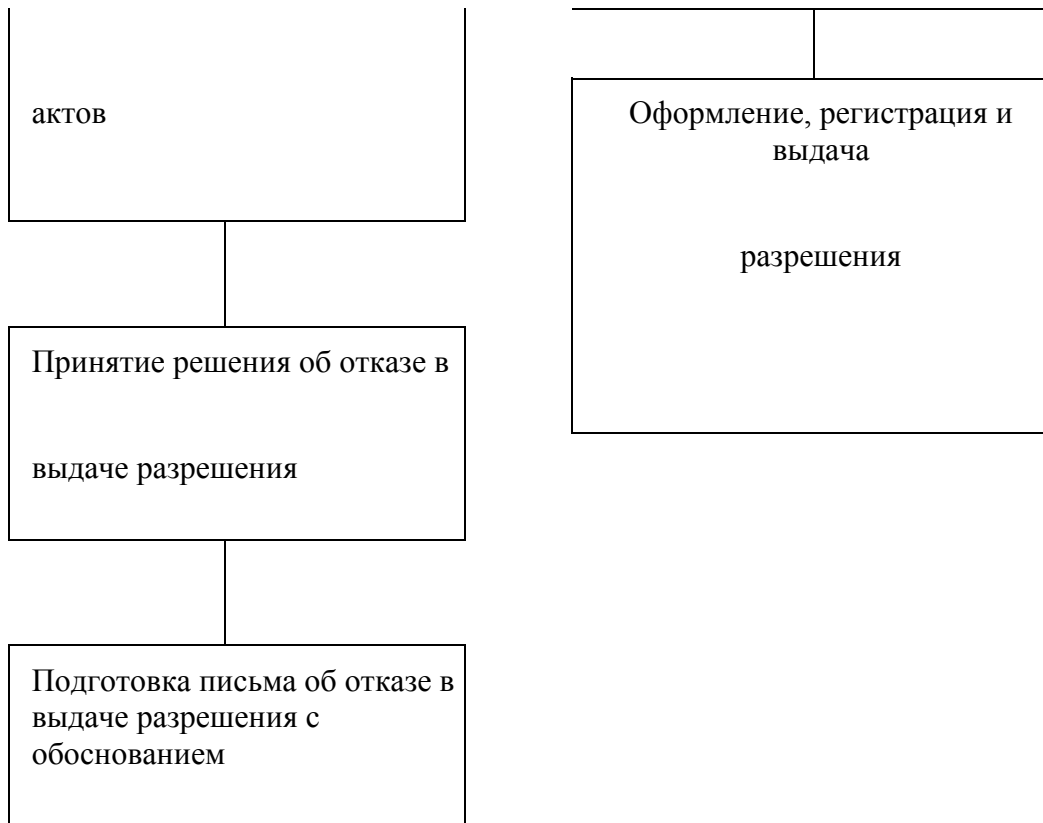 актов
Оформление, регистрация и
выдача
разрешения
Принятие решения об отказе в
выдаче разрешения
Подготовка письма об отказе в
выдаче разрешения с
обоснованием